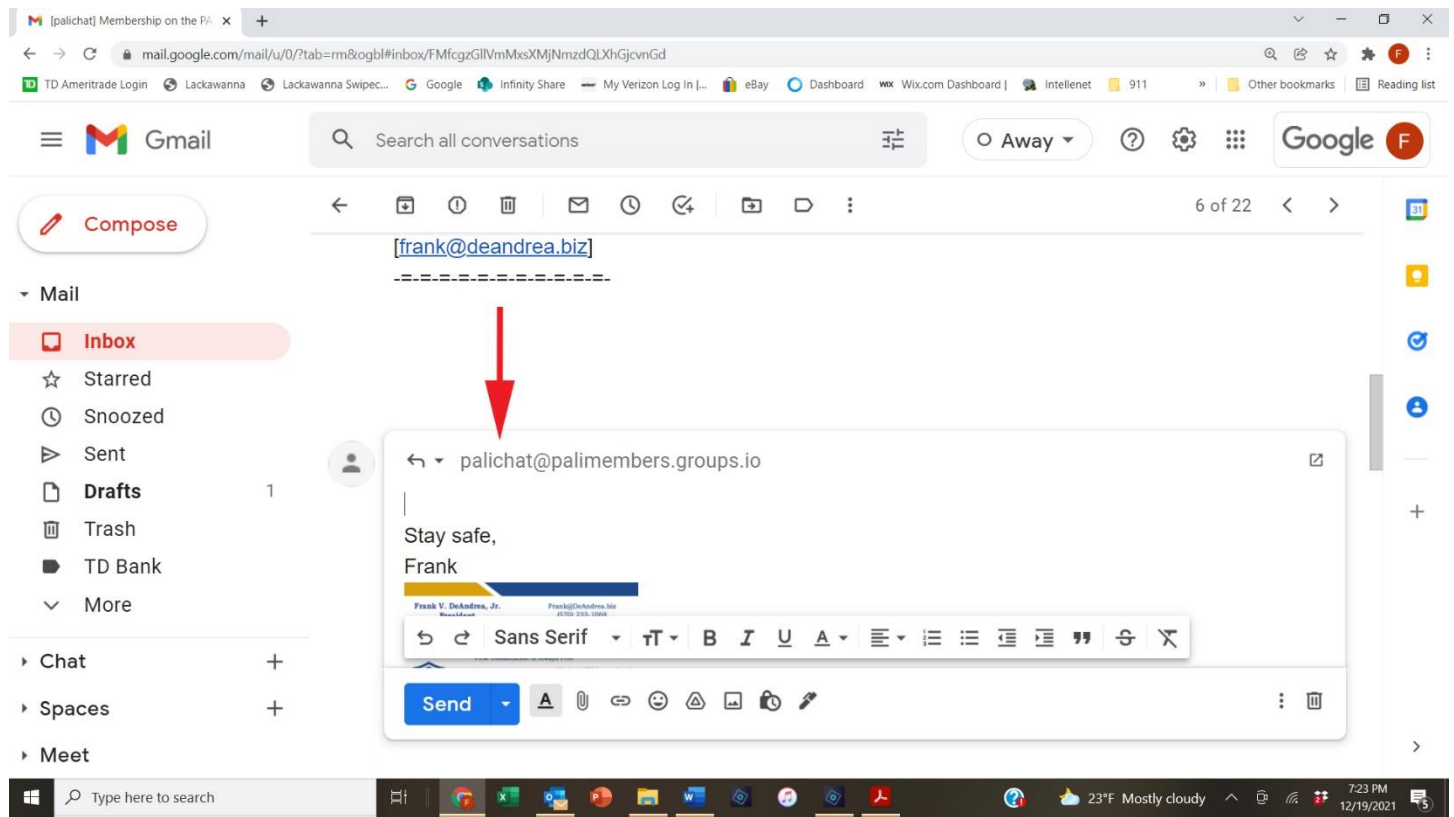 [palichat] Membership on the PA
mail.google.com/mail/u/0/?tab=rm&ogbl#inbox/FMfcgzGllVmMxsXMjNmzdQLXhGjcvnGd
TD Ameritrade Login Lackawanna Lackawanna Swipec... Google Infinity Share My Verizon Log In |... eBay Dashboard Wix.com Dashboard | Intellenet 911 » Other bookmarks Reading list
Gmail
Search all conversations
Away
Google F
Compose
6 of 22
[frank@deandrea.biz]
-=-=-=-=-=-=-=-=-=-=-=-
Mail
Inbox
Starred
Snoozed
Sent
Drafts 1
Trash
TD Bank
More
palichat@palimembers.groups.io
Stay safe,
Frank
Frank V. DeAndrea, Jr. Frank@DeAndrea.biz
President (570) 233-1069
Sans Serif
Send
Chat
Spaces
Meet
Type here to search
23°F Mostly cloudy
7:23 PM
12/19/2021